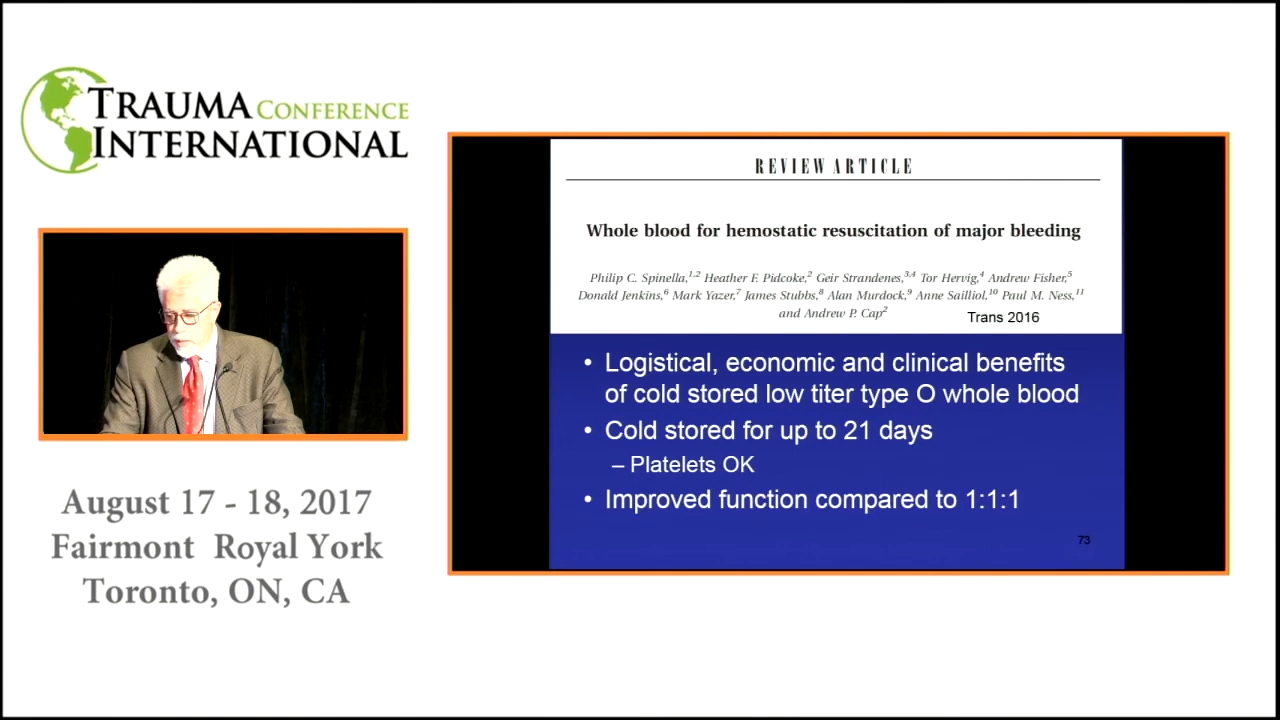 TRAUMA CONFERENCE
INTERNATIONAL
August 17 - 18, 2017
Fairmont Royal York
Toronto, ON, CA
REVIEW ARTICLE
Whole blood for hemostatic resuscitation of major bleeding
Philip C. Spinella,1,2 Heather F. Pidcoke,2 Geir Strandenes,3,4 Tor Hervig,4 Andrew Fisher,5
Donald Jenkins,6 Mark Yazer,7 James Stubbs,8 Alan Murdock,9 Anne Sailliol,10 Paul M. Ness,11
and Andrew P. Cap2
Trans 2016
• Logistical, economic and clinical benefits
of cold stored low titer type O whole blood
• Cold stored for up to 21 days
– Platelets OK
• Improved function compared to 1:1:1
73